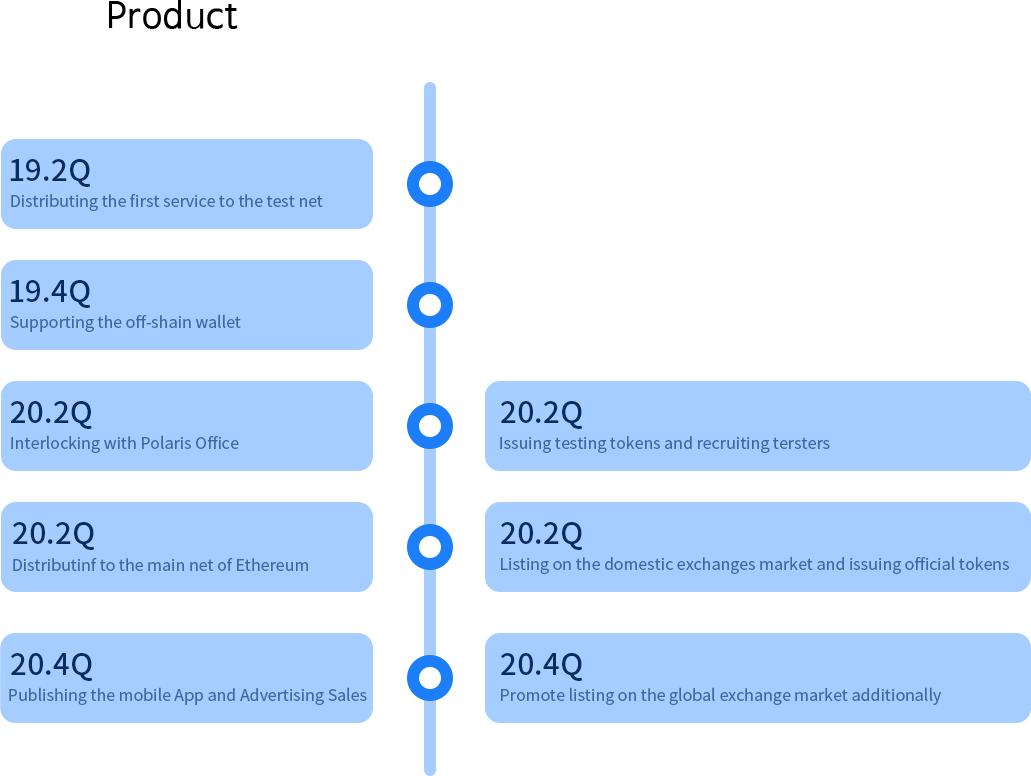 Product
19.2Q
Distributing the first service to the test net
19.4Q
Supporting the off-shain wallet
20.2Q
Interlocking with Polaris Office
20.2Q
Issuing testing tokens and recruiting tersters
20.2Q
Distributinf to the main net of Ethereum
20.2Q
Listing on the domestic exchanges market and issuing official tokens
20.4Q
Publishing the mobile App and Advertising Sales
20.4Q
Promote listing on the global exchange market additionally